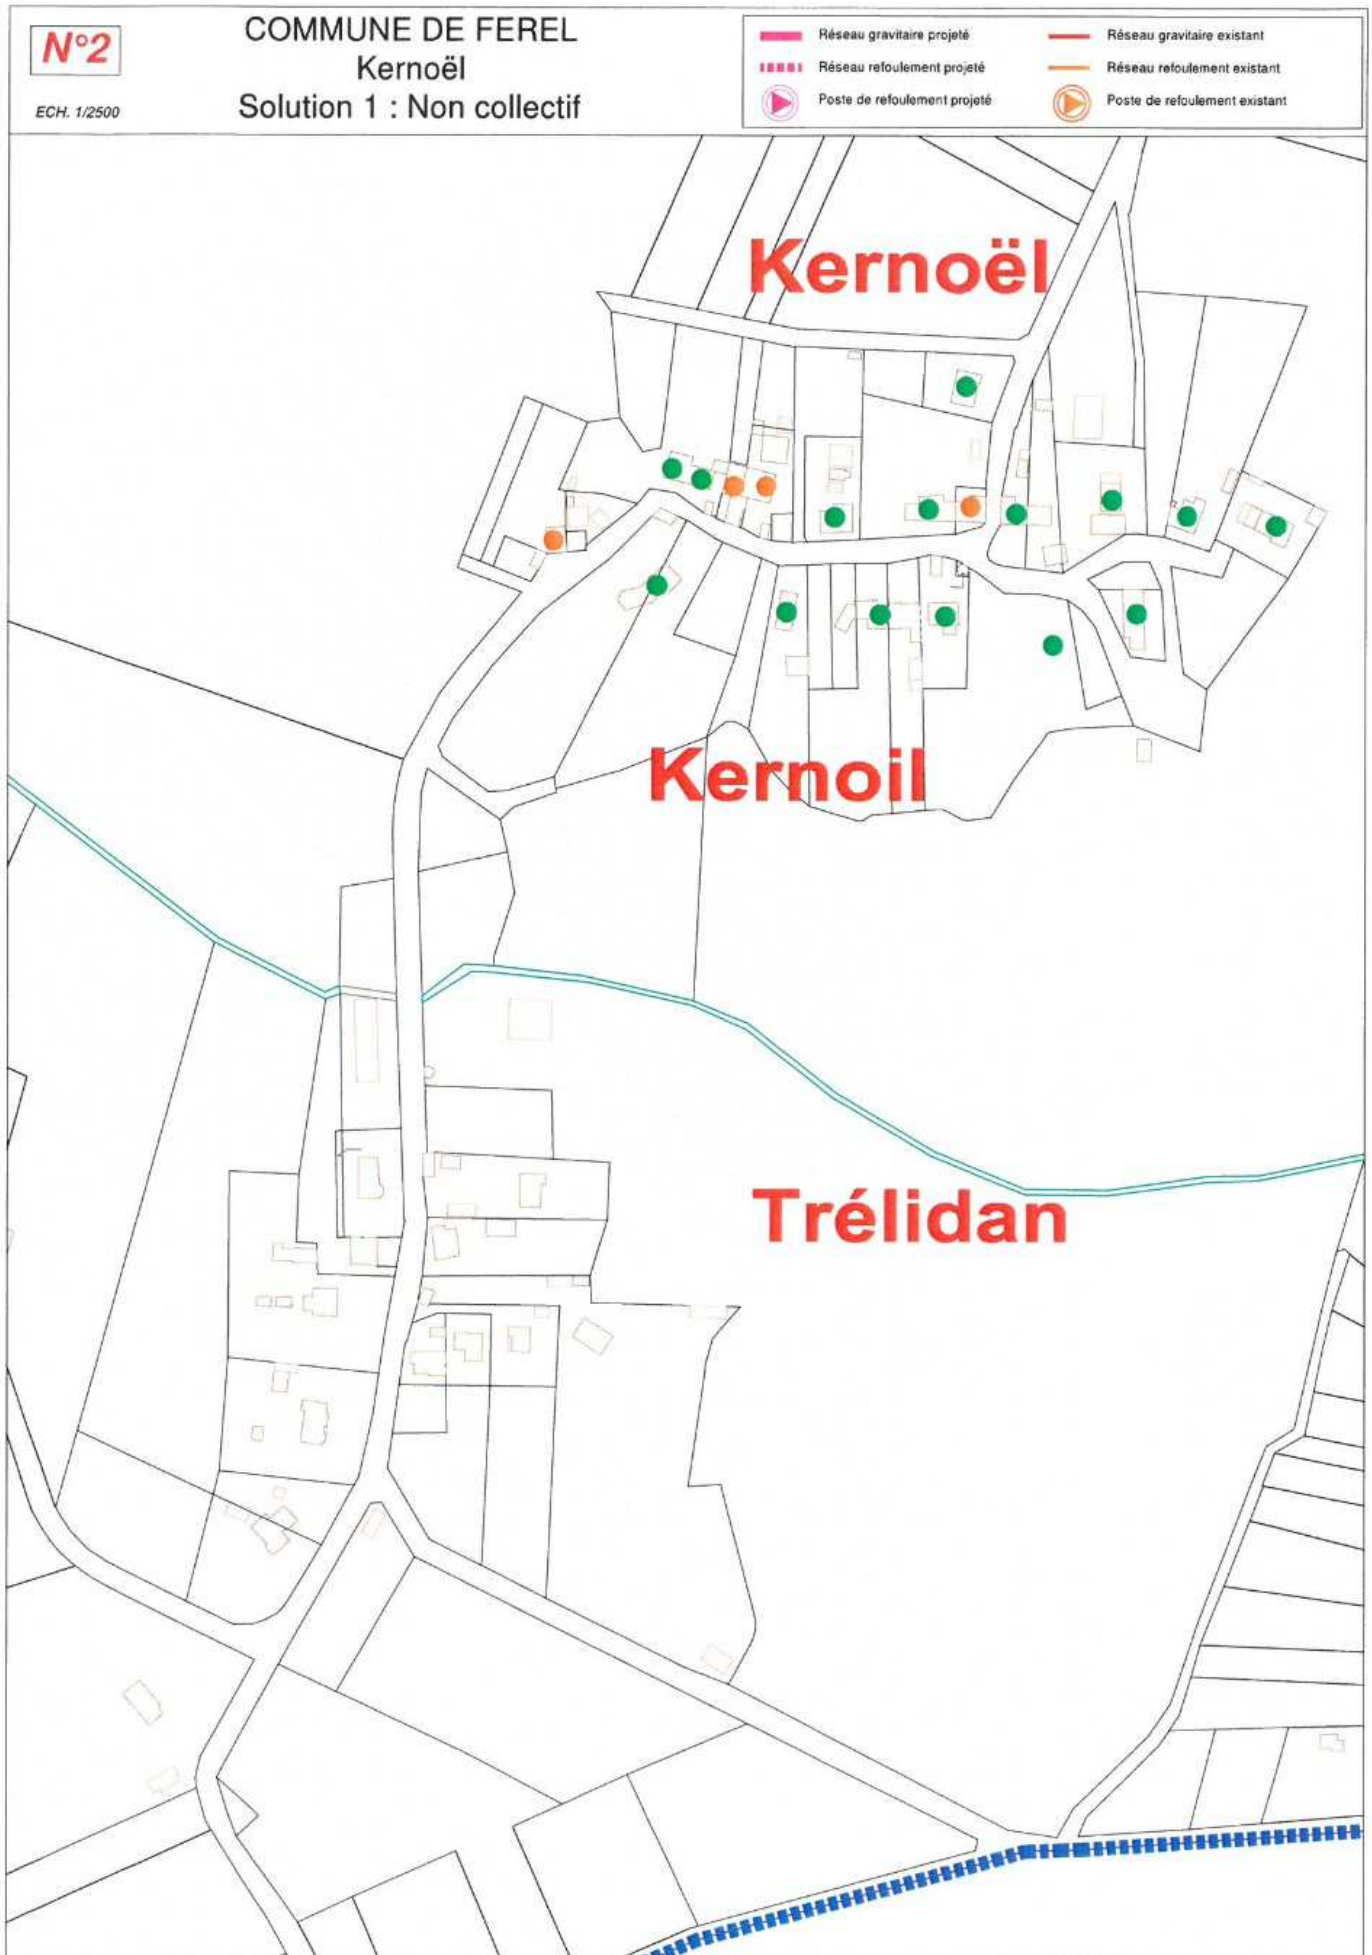 N°2
ECH. 1/2500
COMMUNE DE FEREL
Kernoël
Solution 1 : Non collectif
Réseau gravitaire projeté
Réseau refoulement projeté
Poste de refoulement projeté
Réseau gravitaire existant
Réseau refoulement existant
Poste de refoulement existant
Kernoël
Kernoil
Trélidan